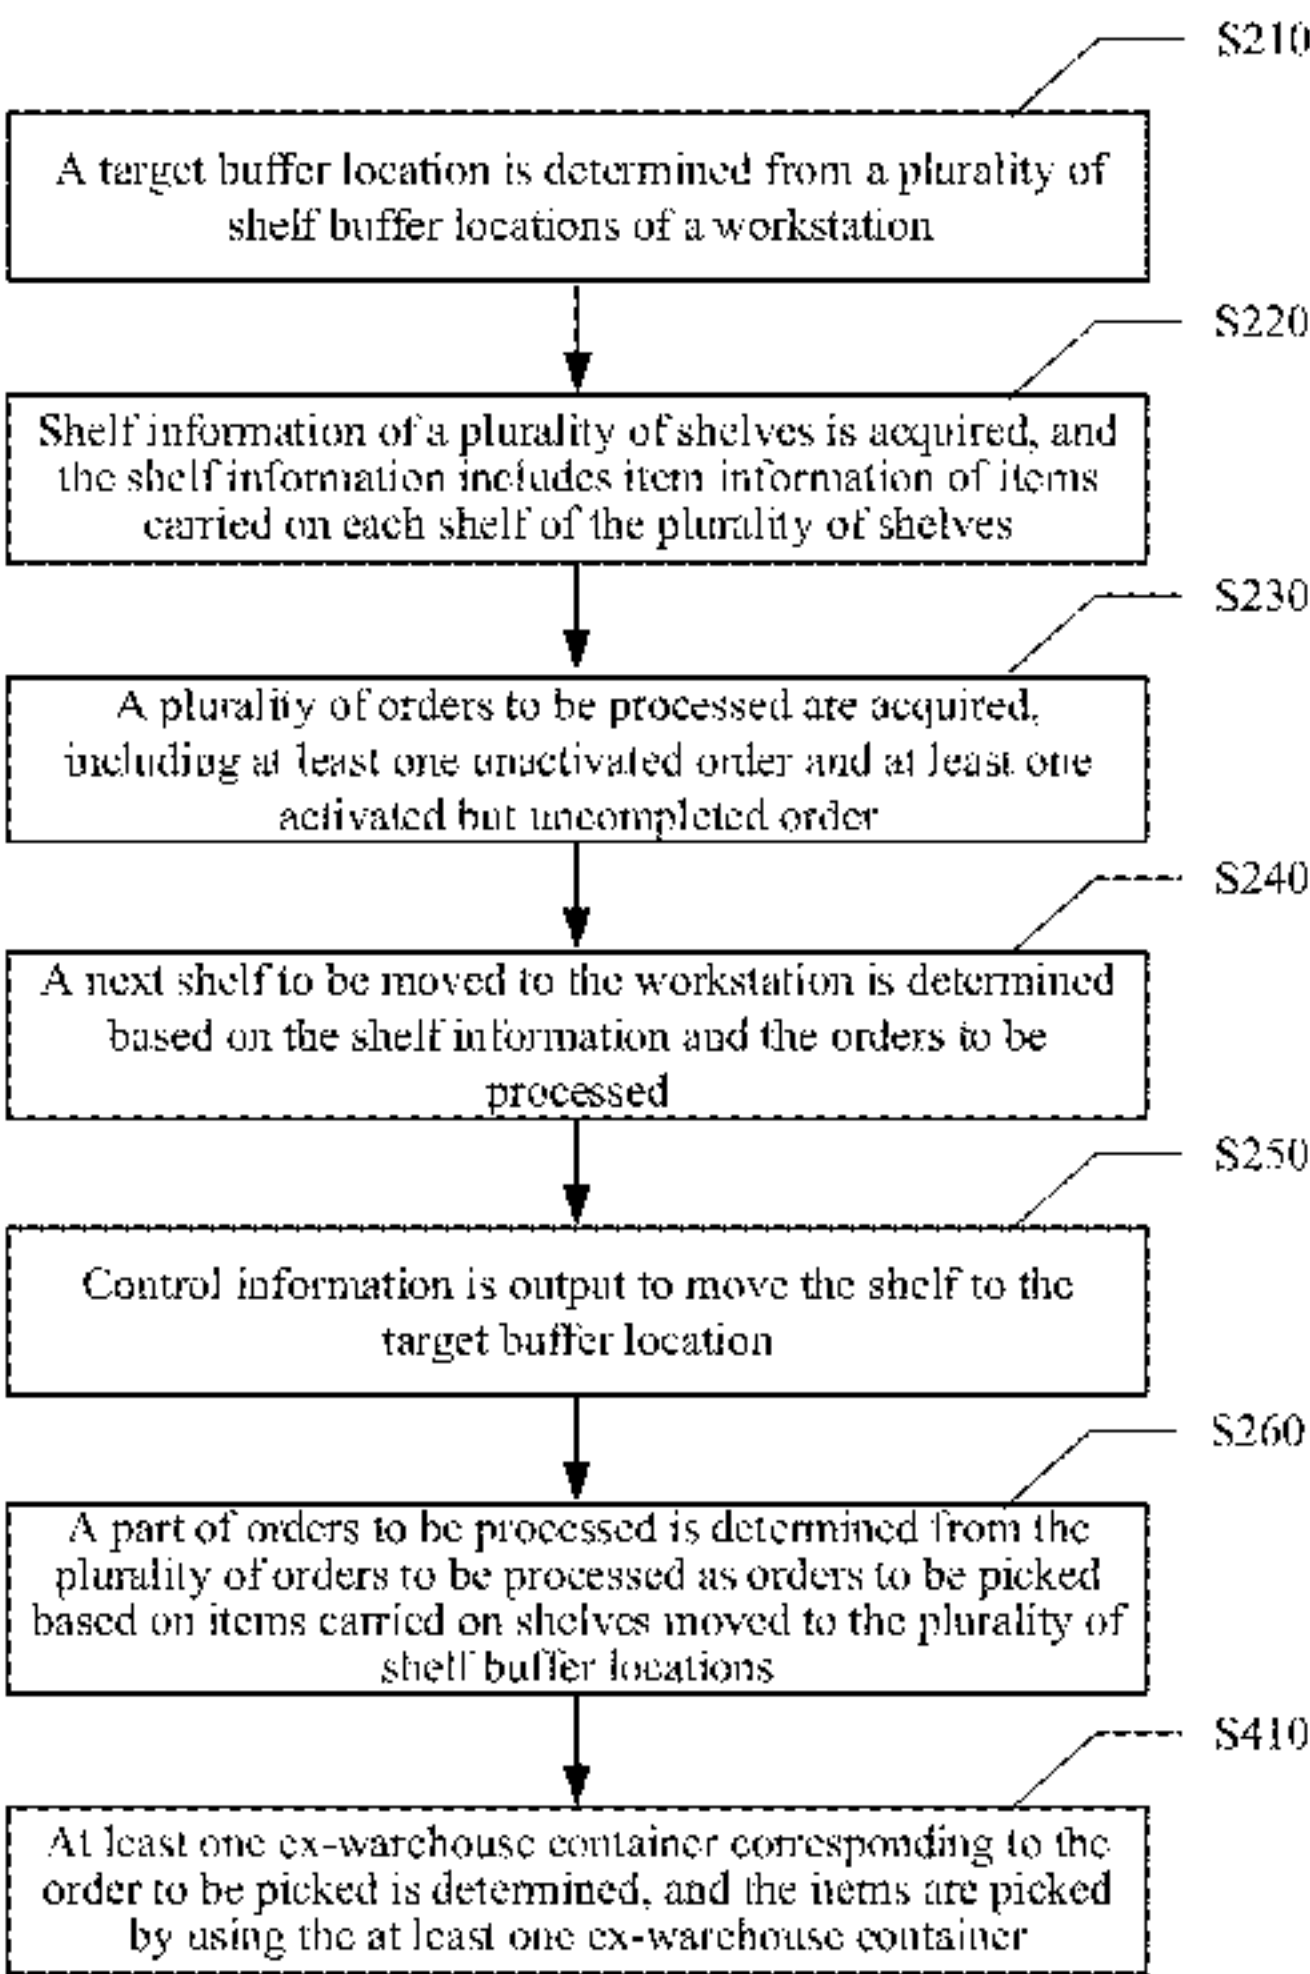 S210
A target buffer location is determined from a plurality of
shelf buffer locations of a workstation
S220
Shelf information of a plurality of shelves is acquired, and
the shelf information includes item information of items
carried on each shelf of the plurality of shelves
S230
A plurality of orders to be processed are acquired,
including at least one unactivated order and at least one
activated but uncompleted order
S240
A next shelf to be moved to the workstation is determined
based on the shelf information and the orders to be
processed
S250
Control information is output to move the shelf to the
target buffer location
S260
A part of orders to be processed is determined from the
plurality of orders to be processed as orders to be picked
based on items carried on shelves moved to the plurality of
shelf buffer locations
S410
At least one ex-warehouse container corresponding to the
order to be picked is determined, and the items are picked
by using the at least one ex-warehouse container